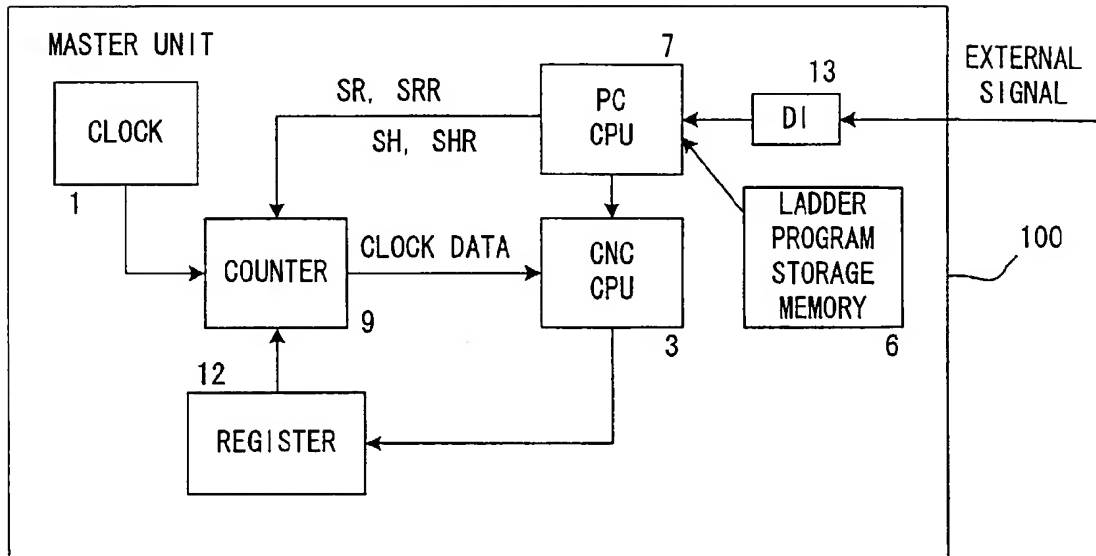 MASTER UNIT
CLOCK
1
SR, SRR
SH, SHR
7
PC
CPU
13
DI
EXTERNAL
SIGNAL
COUNTER
9
CLOCK DATA
CNC
CPU
3
LADDER
PROGRAM
STORAGE
MEMORY
6
100
12
REGISTER